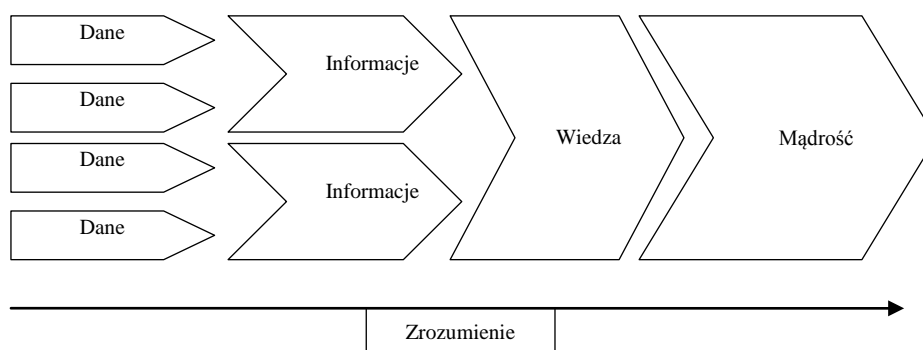 Dane
Dane
Dane
Dane
Informacje
Informacje
Wiedza
Mądrość
Zrozumienie